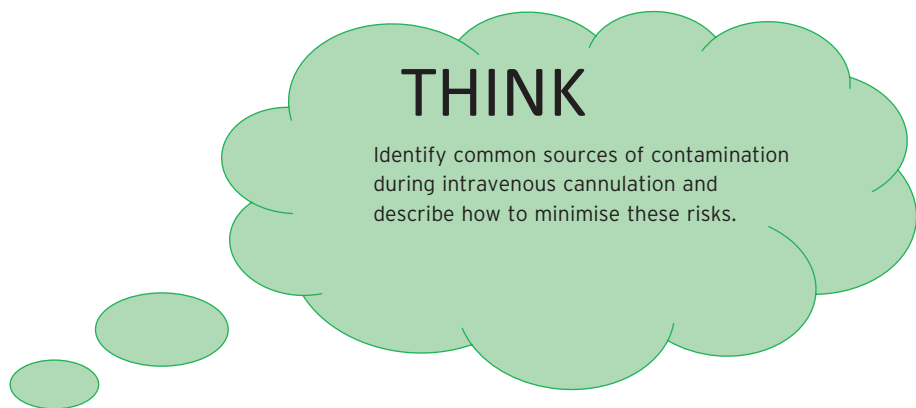 THINK
Identify common sources of contamination
during intravenous cannulation and
describe how to minimise these risks.